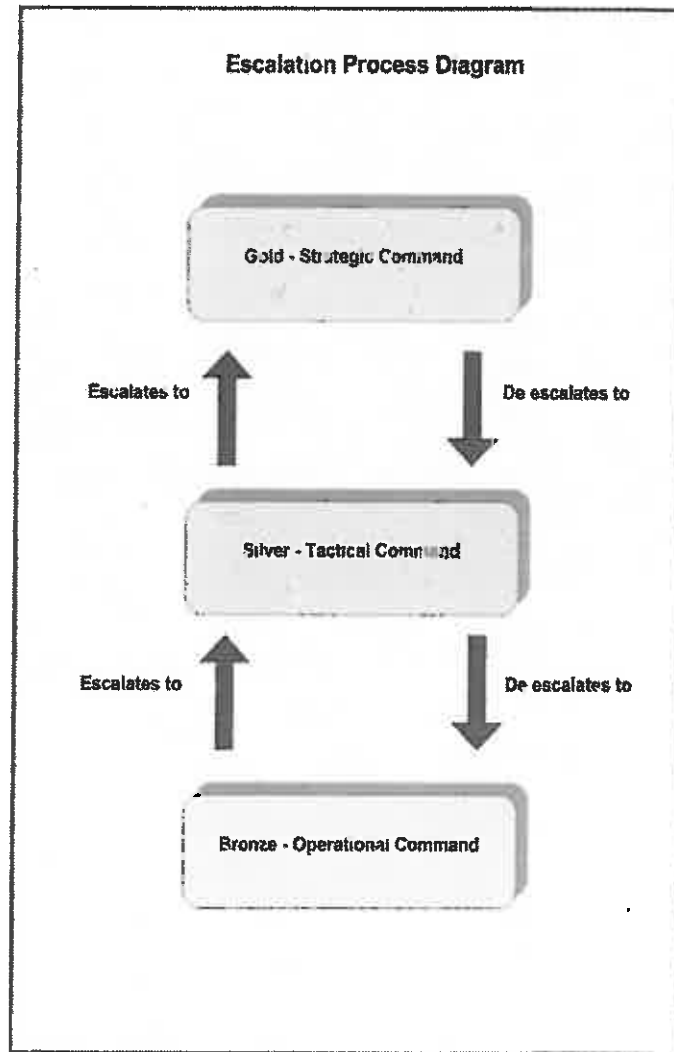 Escalation Process Diagram
Gold - Strategic Command
Escalates to
De escalates to
Silver - Tactical Command
Escalates to
De escalates to
Bronze - Operational Command